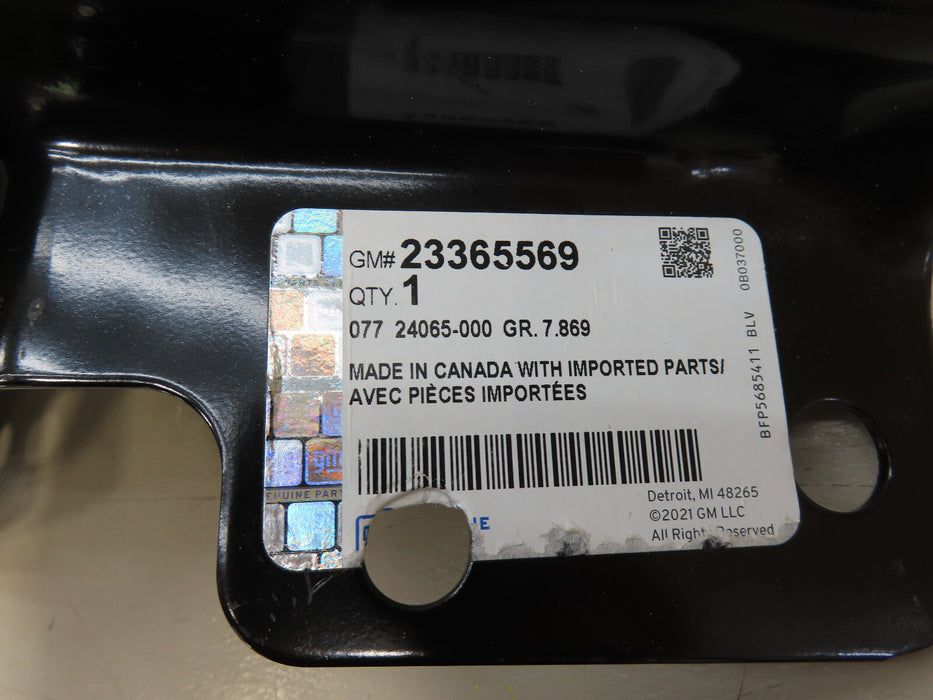 GM# 23365569
QTY. 1
077 24065-000 GR. 7.869
MADE IN CANADA WITH IMPORTED PARTS/
AVEC PIÈCES IMPORTÉES
Detroit, MI 48265
©2021 GM LLC
All Rights Reserved
BFP5685411 BLV 0B037000
gm